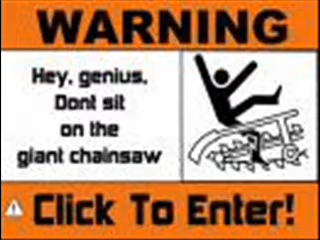 WARNING
Hey, genius,
Dont sit
on the
giant chainsaw
Click To Enter!